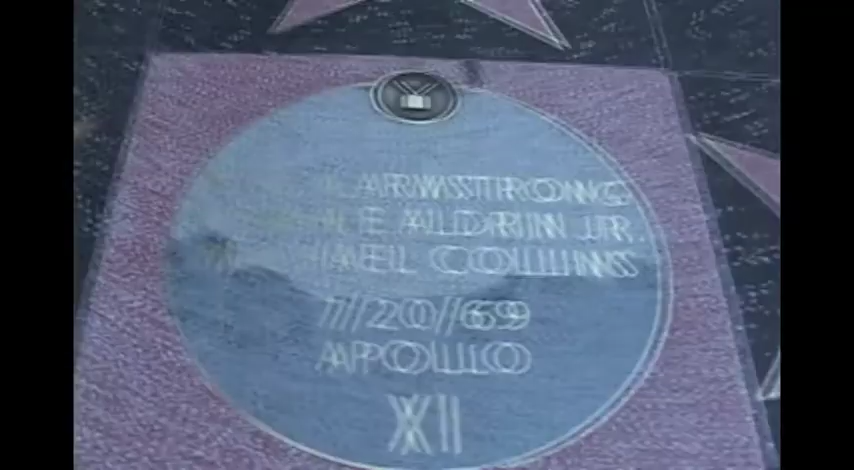 ARMSTRONG
ALDRIN JR.
COLLINS
7/20/69
APOLLO
XI